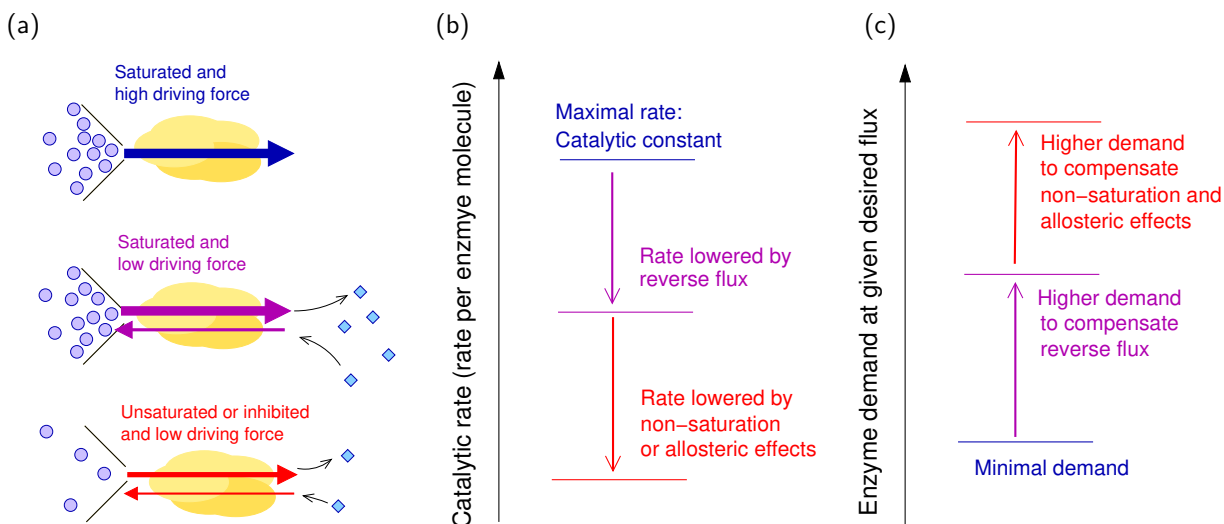 (a)
Saturated and
high driving force
Saturated and
low driving force
Unsaturated or inhibited
and low driving force
(b)
Catalytic rate (rate per enzmye molecule)
Maximal rate:
Catalytic constant
Rate lowered by
reverse flux
Rate lowered by
non−saturation
or allosteric effects
(c)
Enzyme demand at given desired flux
Higher demand
to compensate
non−saturation and
allosteric effects
Higher demand
to compensate
reverse flux
Minimal demand